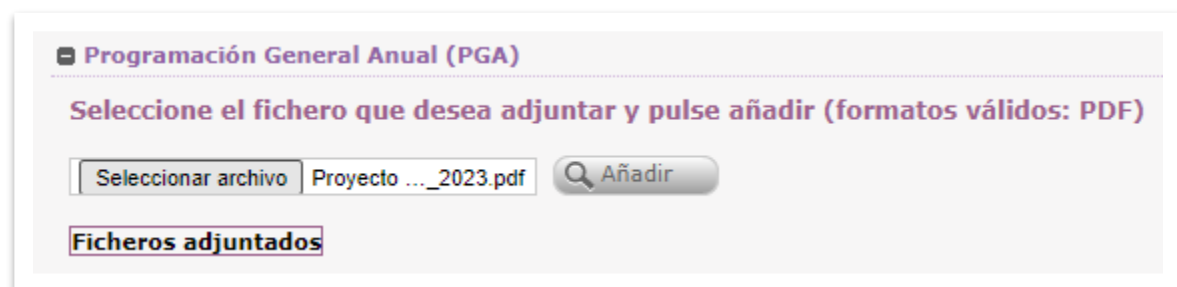 Programación General Anual (PGA)
Seleccione el fichero que desea adjuntar y pulse añadir (formatos válidos: PDF)
Seleccionar archivo Proyecto ..._2023.pdf Añadir
Ficheros adjuntados